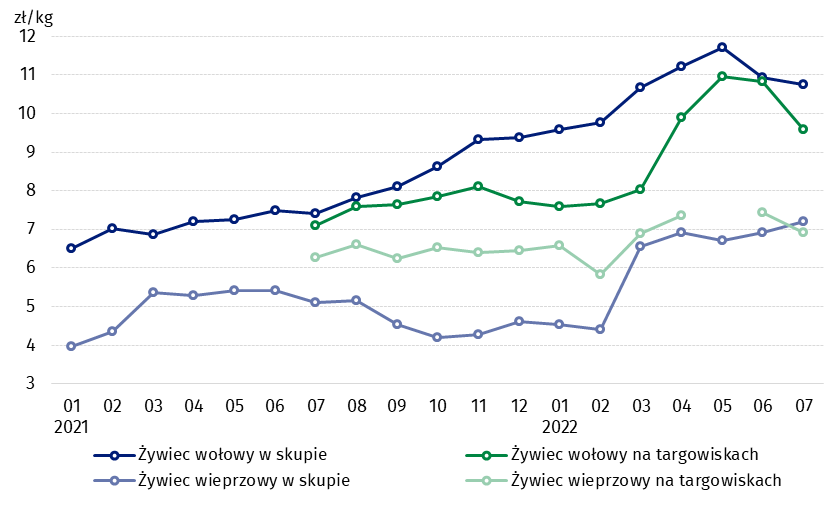 zł/kg
12
11
10
9
8
7
6
5
4
3
01 02 03 04 05 06 07 08 09 10 11 12 01 02 03 04 05 06 07
2021 2022
Żywiec wołowy w skupie Żywiec wołowy na targowiskach
Żywiec wieprzowy w skupie Żywiec wieprzowy na targowiskach